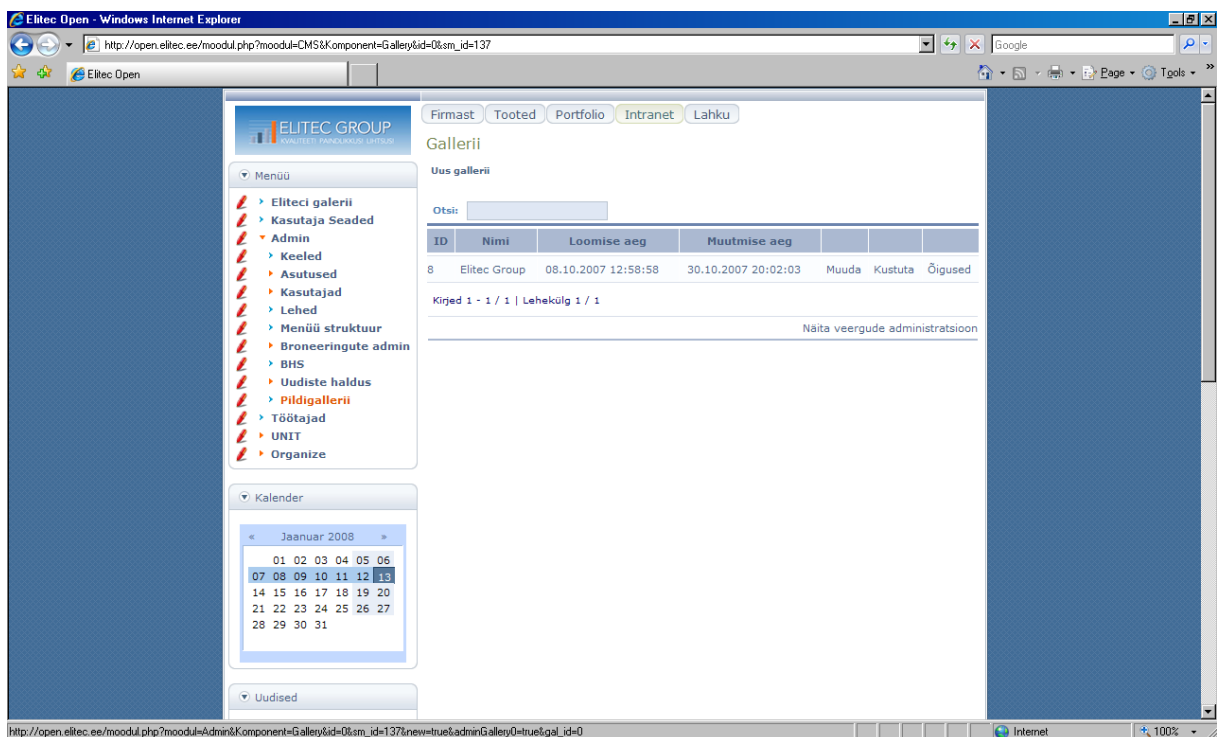 Elitec Open - Windows Internet Explorer
http://open.elitec.ee/moodul.php?moodul=CMS&Komponent=Gallery&id=0&sm_id=137
Google
Elitec Open
Page
Tools
ELITEC GROUP
KVALITEETI PAINDLIKKUSI LIHTSUSI
Firmast Tooted Portfolio Intranet Lahku
Gallerii
Uus gallerii
Otsi:
ID Nimi Loomise aeg Muutmise aeg
8 Elitec Group 08.10.2007 12:58:58 30.10.2007 20:02:03 Muuda Kustuta Õigused
Kirjed 1 - 1 / 1 | Lehekülg 1 / 1
Näita veergude administratsioon
Menüü
Eliteci galerii
Kasutaja Seaded
Admin
Keeled
Asutused
Kasutajad
Lehed
Menüü struktuur
Broneeringute admin
BHS
Uudiste haldus
Pildigallerii
Töötajad
UNIT
Organize
Kalender
« Jaanuar 2008 »
01 02 03 04 05 06
07 08 09 10 11 12 13
14 15 16 17 18 19 20
21 22 23 24 25 26 27
28 29 30 31
Uudised
http://open.elitec.ee/moodul.php?moodul=Admin&Komponent=Gallery&id=0&sm_id=137&new=true&adminGallery0=true&gal_id=0
Internet
100%